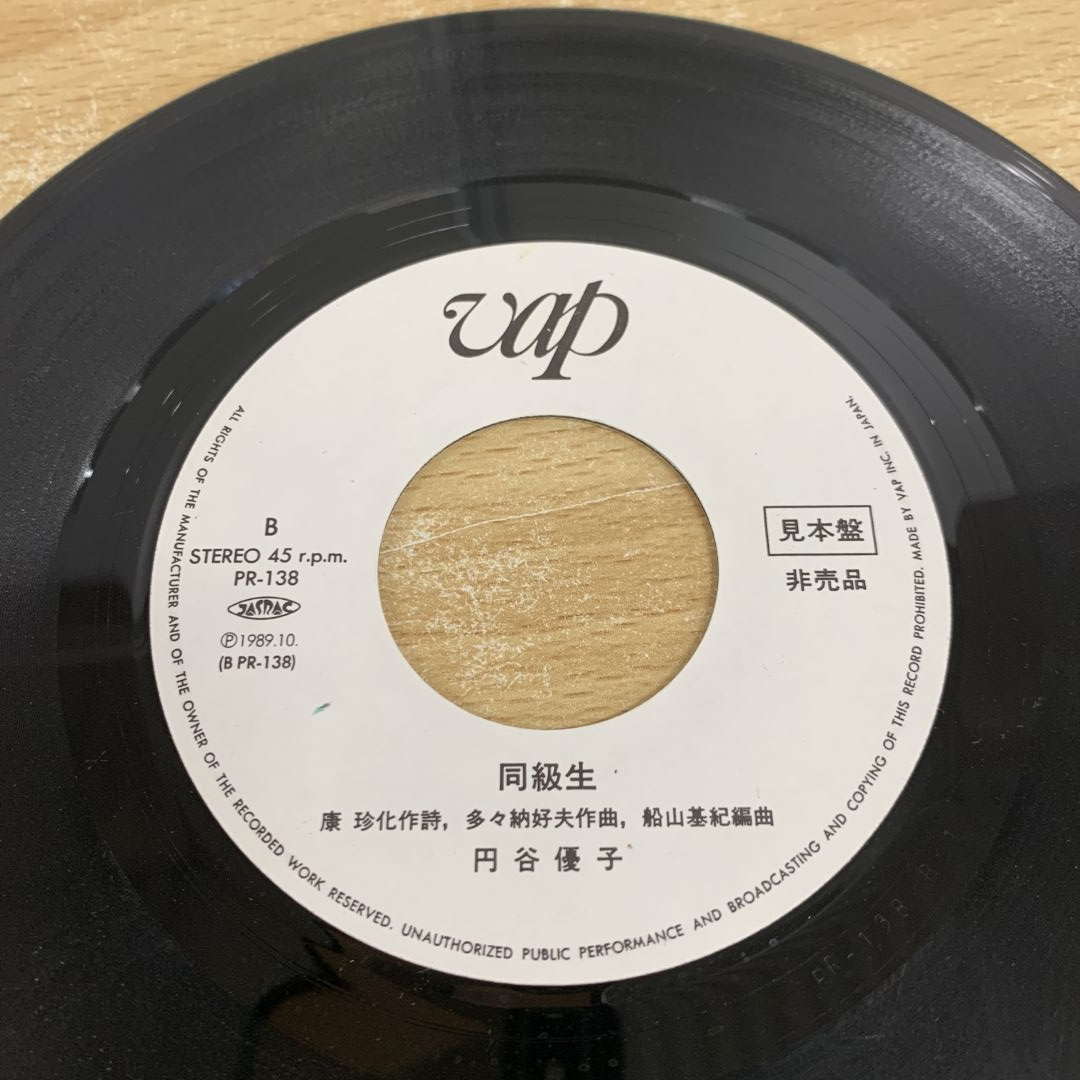 vap
B
STEREO 45 r.p.m.
PR-138
JASRAC
Ⓟ1989.10.
(B PR-138)
見本盤
非売品
同級生
康 珍化作詩, 多々納好夫作曲, 船山基紀編曲
円谷優子
ALL RIGHTS OF THE MANUFACTURER AND OF THE OWNER OF THE RECORDED WORK RESERVED. UNAUTHORIZED PUBLIC PERFORMANCE AND BROADCASTING AND COPYING OF THIS RECORD PROHIBITED. MADE BY VAP INC. IN JAPAN.
PR-138 B